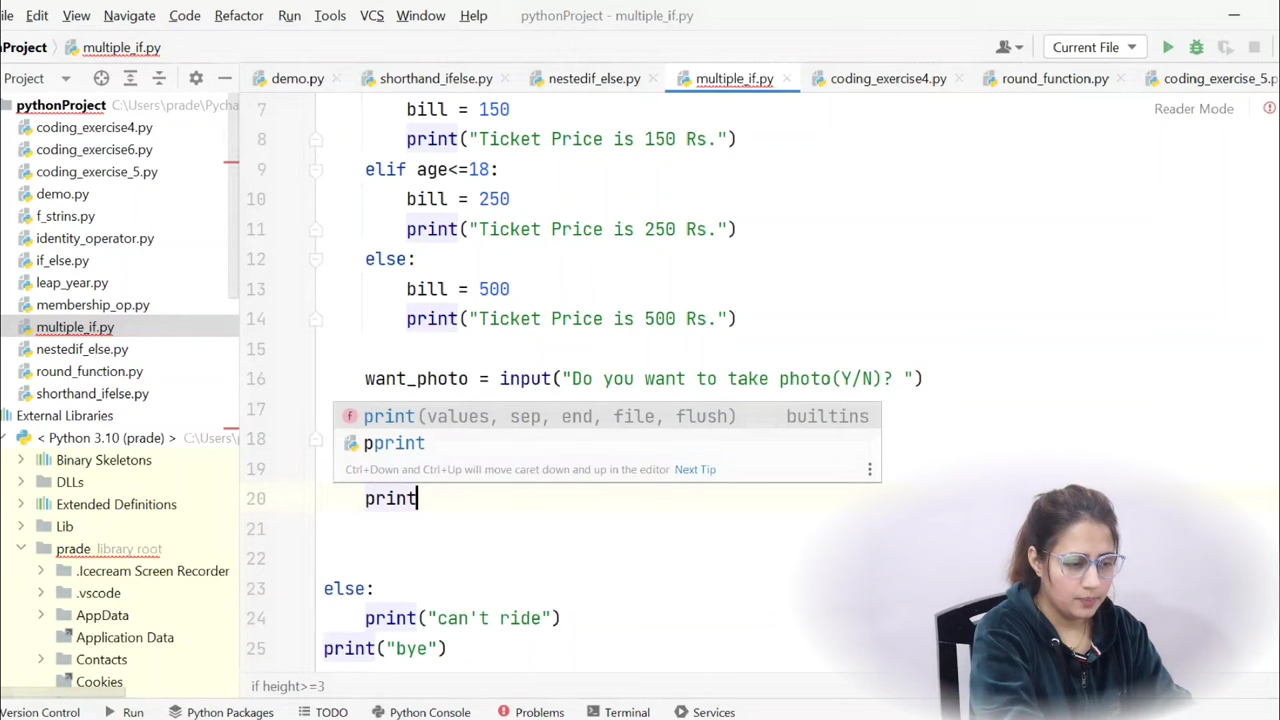 ile Edit View Navigate Code Refactor Run Tools VCS Window Help pythonProject - multiple_if.py
honProject multiple_if.py Current File
Project demo.py shorthand_ifelse.py nestedif_else.py multiple_if.py coding_exercise4.py round_function.py coding_exercise_5.p
pythonProject C:\Users\prade\Pycha
coding_exercise4.py
coding_exercise6.py
coding_exercise_5.py
demo.py
f_strins.py
identity_operator.py
if_else.py
leap_year.py
membership_op.py
multiple_if.py
nestedif_else.py
round_function.py
shorthand_ifelse.py
External Libraries
< Python 3.10 (prade) > C:\Users\p
Binary Skeletons
DLLs
Extended Definitions
Lib
prade library root
.Icecream Screen Recorder
.vscode
AppData
Application Data
Contacts
Cookies
Reader Mode
7 bill = 150
8 print("Ticket Price is 150 Rs.")
9 elif age<=18:
10 bill = 250
11 print("Ticket Price is 250 Rs.")
12 else:
13 bill = 500
14 print("Ticket Price is 500 Rs.")
15
16 want_photo = input("Do you want to take photo(Y/N)? ")
17
18
19
20 print
21
22
23 else:
24 print("can't ride")
25 print("bye")
print(values, sep, end, file, flush) builtins
pprint
Ctrl+Down and Ctrl+Up will move caret down and up in the editor Next Tip
if height>=3
Version Control Run Python Packages TODO Python Console Problems Terminal Services